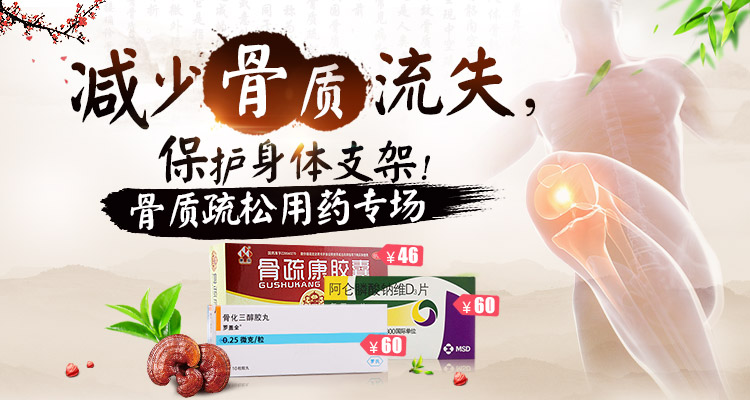 减少骨质流失，
保护身体支架！
骨质疏松用药专场
骨疏康胶囊
GUSHUKANG
¥46
阿仑膦酸钠维D₃片
¥60
MSD
骨化三醇胶丸
罗盖全
0.25 微克/粒
¥60